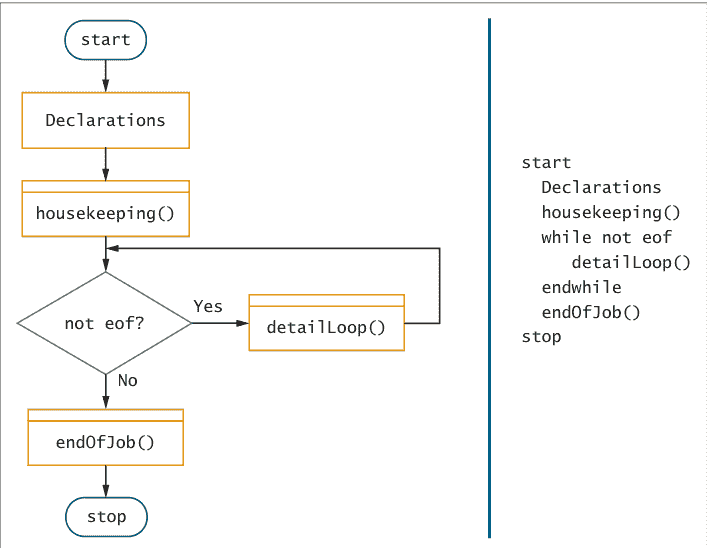 start
Declarations
housekeeping()
not eof?
Yes
detailLoop()
No
endOfJob()
stop
start
Declarations
housekeeping()
while not eof
detailLoop()
endwhile
endOfJob()
stop